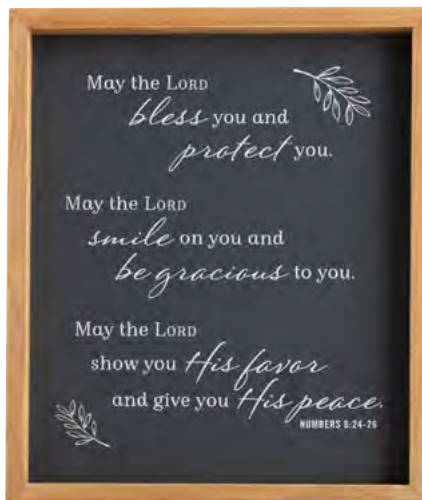 May the LORD
bless you and
protect you.
May the LORD
smile on you and
be gracious to you.
May the LORD
show you His favor
and give you His peace.
NUMBERS 6:24-26